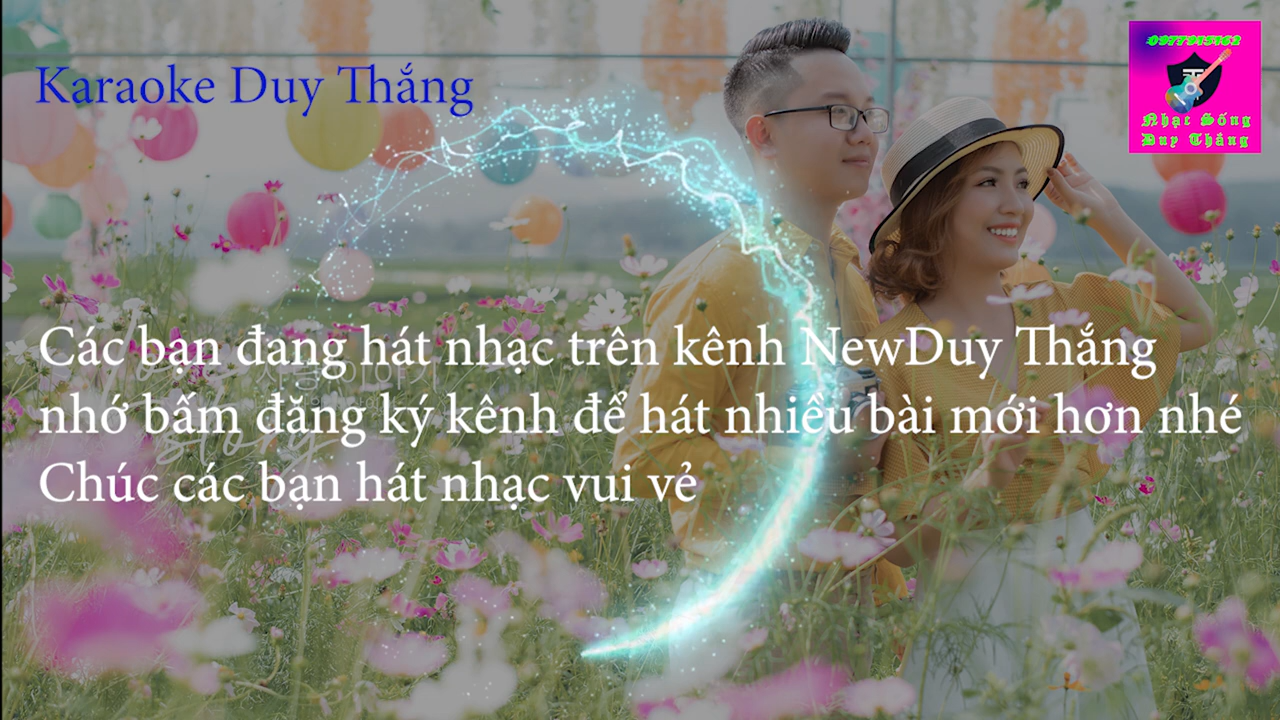 Karaoke Duy Thắng
Nhạc Sống
Duy Thắng
Các bạn đang hát nhạc trên kênh NewDuy Thắng
nhớ bấm đăng ký kênh để hát nhiều bài mới hơn nhé
Chúc các bạn hát nhạc vui vẻ
story